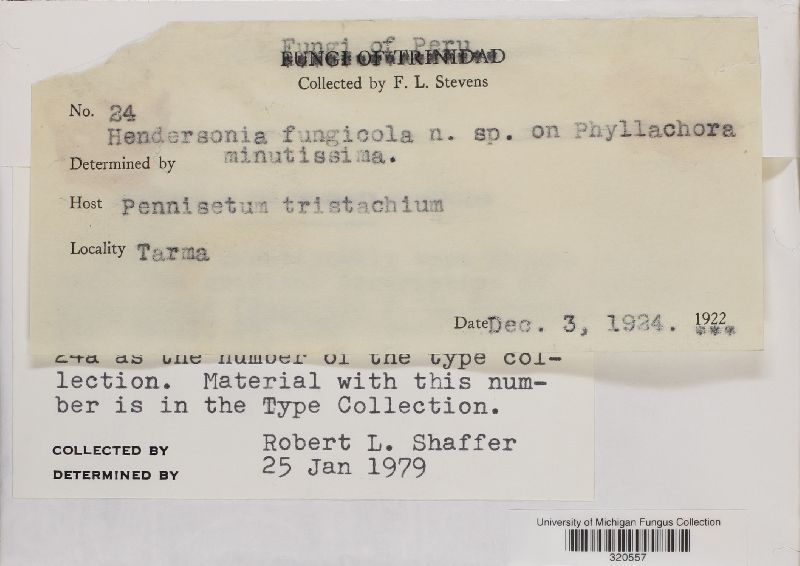 Fungi of Peru
FUNGI OF TRINIDAD
Collected by F. L. Stevens
No. 24
Hendersonia fungicola n. sp. on Phyllachora
minutissima.
Determined by
Host Pennisetum tristachium
Locality Tarma
Date Dec. 3, 1924. 1922
24a as the number of the type col-
lection. Material with this num-
ber is in the Type Collection.
COLLECTED BY Robert L. Shaffer
DETERMINED BY 25 Jan 1979
University of Michigan Fungus Collection
320557